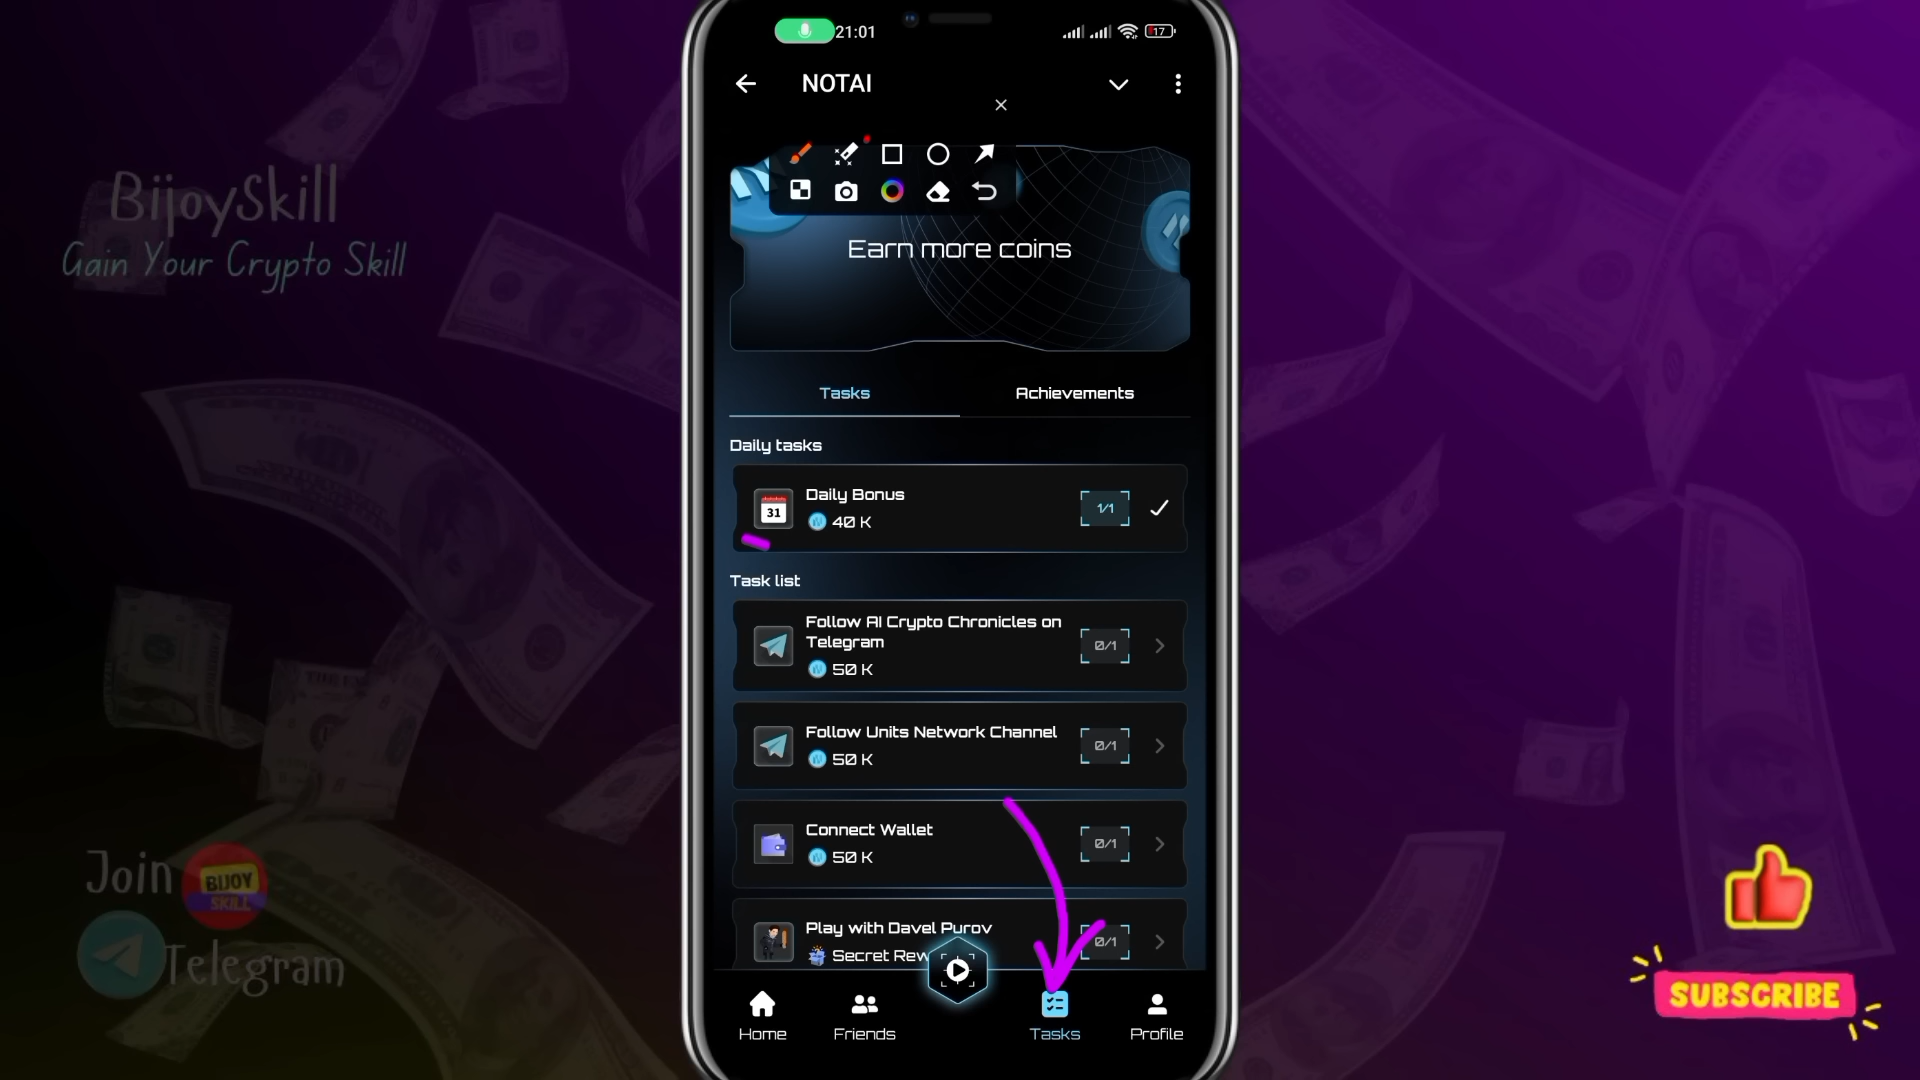 BijoySkill
Gain Your Crypto Skill
Join
BIJOY
SKILL
Telegram
21:01
17
NOTAI
Earn more coins
Tasks
Achievements
Daily tasks
31
Daily Bonus
40 K
1/1
Task list
Follow AI Crypto Chronicles on
Telegram
50 K
0/1
Follow Units Network Channel
50 K
0/1
Connect Wallet
50 K
0/1
Play with Davel Purov
Secret Rew
0/1
Home
Friends
Tasks
Profile
SUBSCRIBE